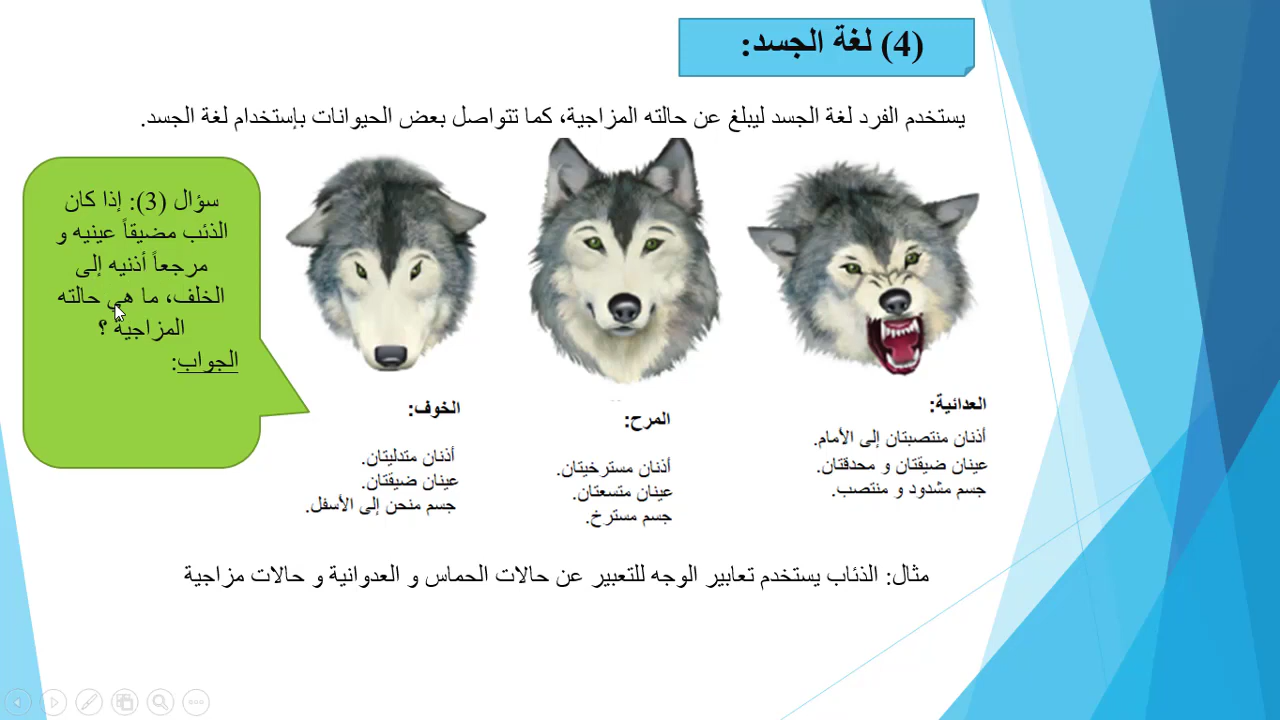 (4) لغة الجسد:
يستخدم الفرد لغة الجسد ليبلغ عن حالته المزاجية، كما تتواصل بعض الحيوانات بإستخدام لغة الجسد.
العدائية:
أذنان منتصبتان إلى الأمام.
عينان ضيقتان و محدقتان.
جسم مشدود و منتصب.
المرح:
أذنان مسترخيتان.
عينان متسعتان.
جسم مسترخ.
الخوف:
أذنان متدليتان.
عينان ضيقتان.
جسم منحن إلى الأسفل.
سؤال (3): إذا كان
الذئب مضيقاً عينيه و
مرجعاً أذنيه إلى
الخلف، ما هي حالته
المزاجية ؟
الجواب:
مثال: الذئاب يستخدم تعابير الوجه للتعبير عن حالات الحماس و العدوانية و حالات مزاجية